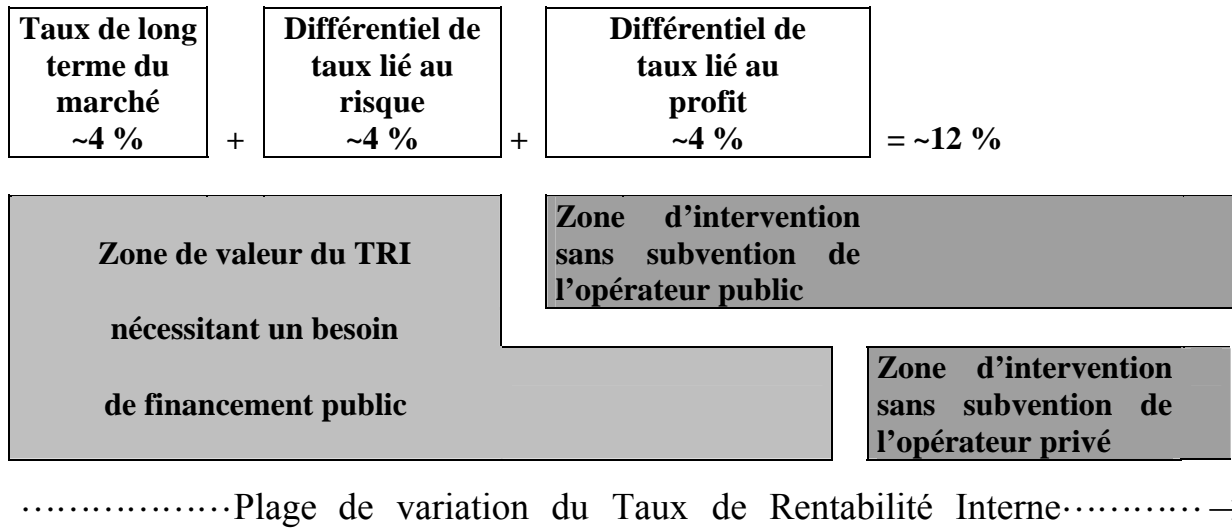 Taux de long
terme du
marché
~4 %
+
Différentiel de
taux lié au
risque
~4 %
+
Différentiel de
taux lié au
profit
~4 %
= ~12 %
Zone de valeur du TRI
nécessitant un besoin
de financement public
Zone d’intervention
sans subvention de
l’opérateur public
Zone d’intervention
sans subvention de
l’opérateur privé
………………Plage de variation du Taux de Rentabilité Interne…………